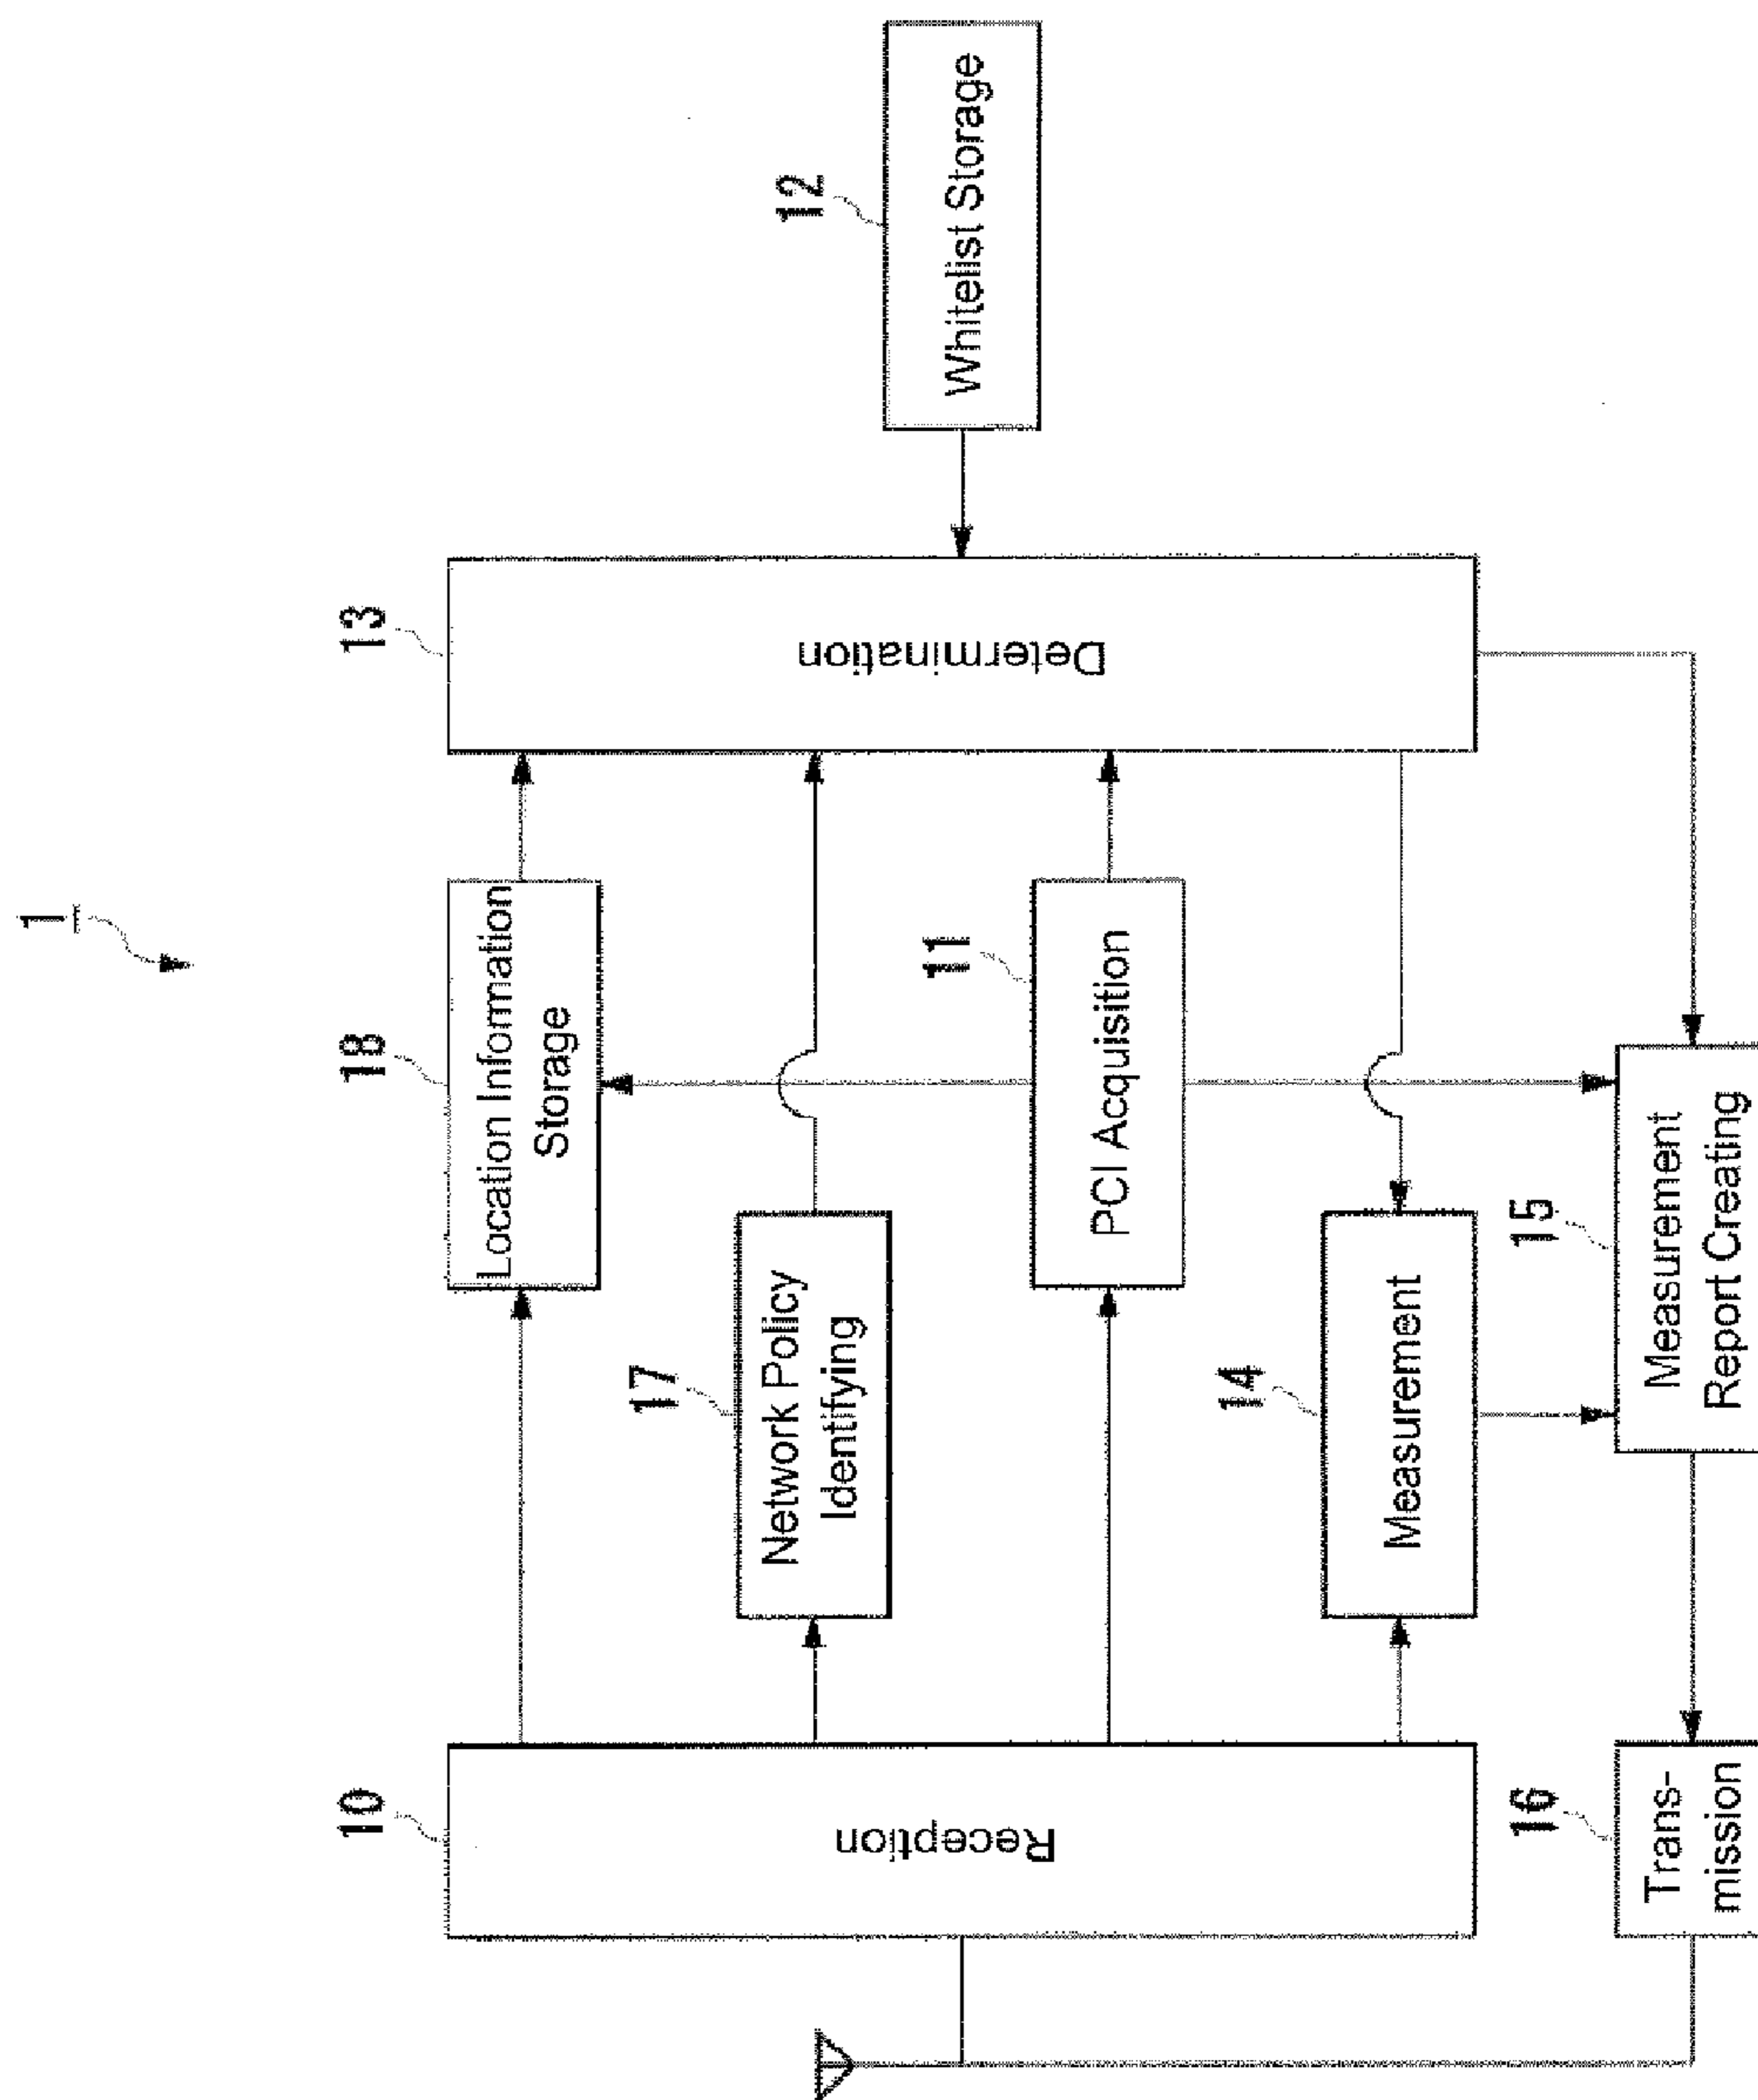 1
18
Location Information
Storage
10
Reception
17
Network Policy
Identifying
13
Determination
12
Whitelist Storage
11
PCI Acquisition
14
Measurement
16
Trans-
mission
15
Measurement
Report Creating